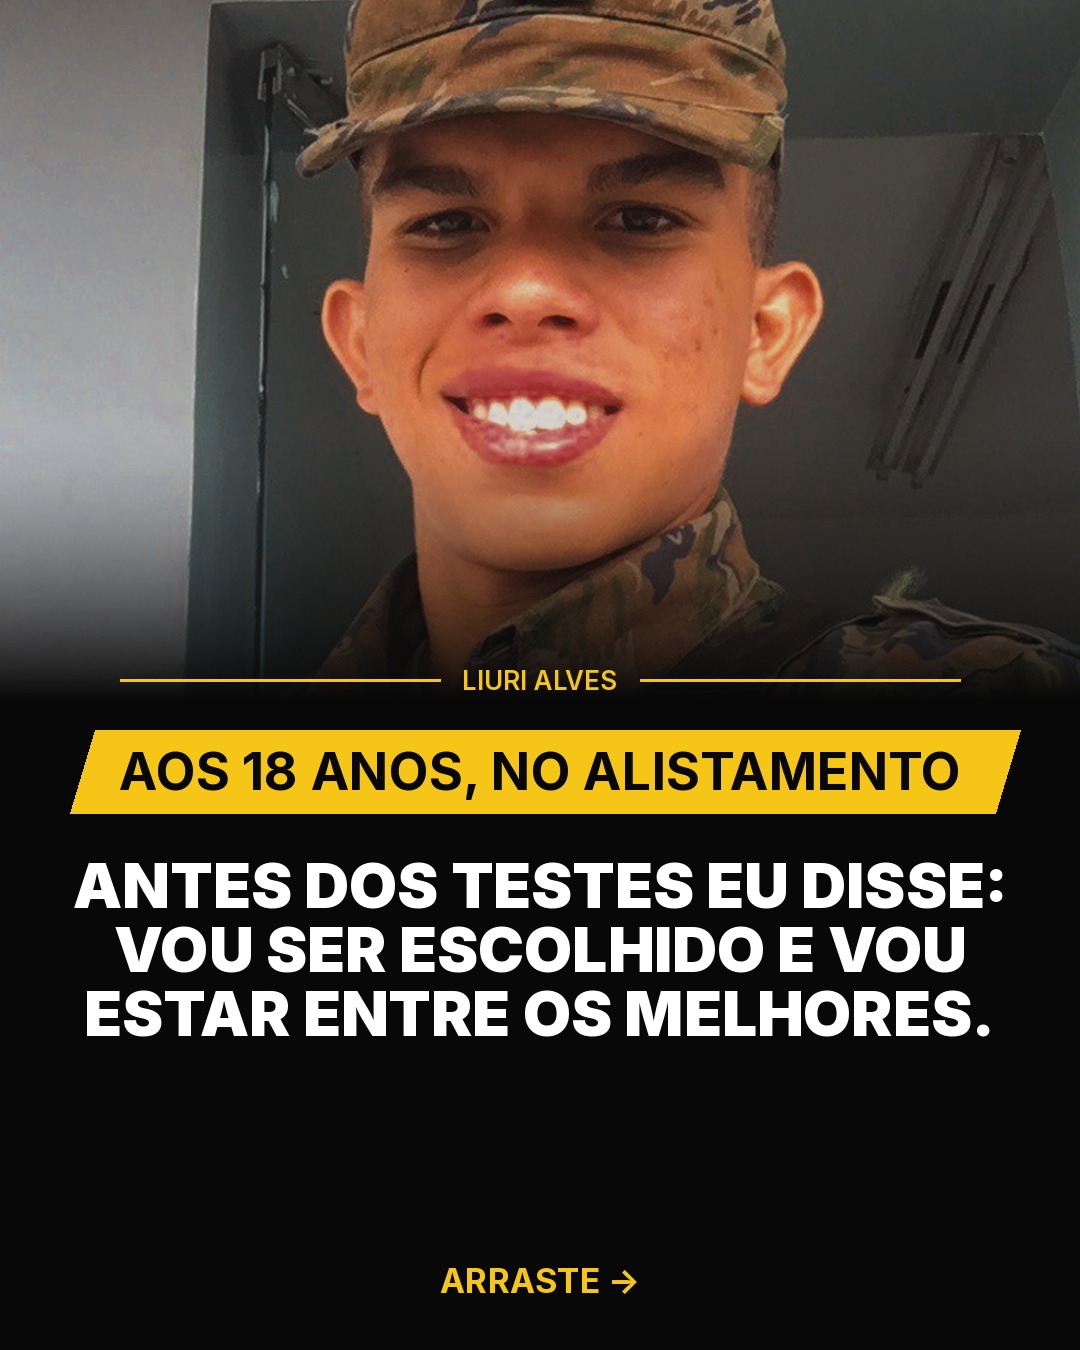 LIURI ALVES
AOS 18 ANOS, NO ALISTAMENTO
ANTES DOS TESTES EU DISSE:
VOU SER ESCOLHIDO E VOU
ESTAR ENTRE OS MELHORES.
ARRASTE →